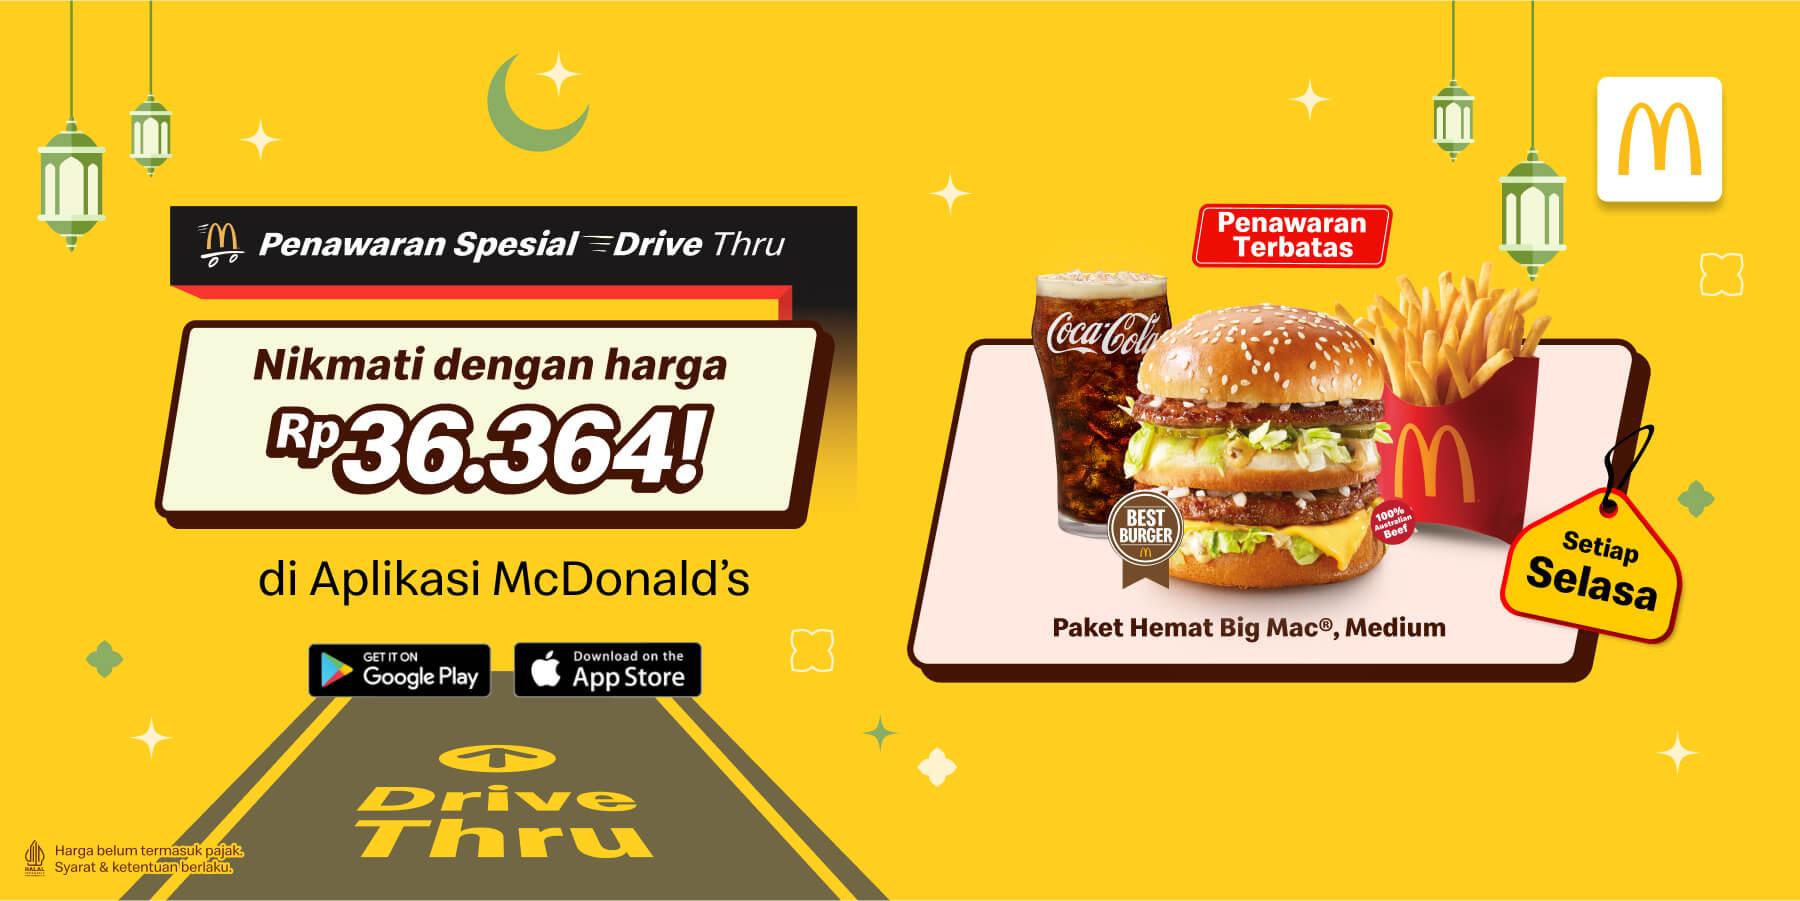 Penawaran Spesial Drive Thru
Nikmati dengan harga
Rp36.364!
di Aplikasi McDonald's
GET IT ON
Google Play
Download on the
App Store
Drive
Thru
HALAL
Harga belum termasuk pajak.
Syarat & ketentuan berlaku.
Penawaran
Terbatas
Coca-Cola
BEST
BURGER
100%
Australian
Beef
Paket Hemat Big Mac®, Medium
Setiap
Selasa